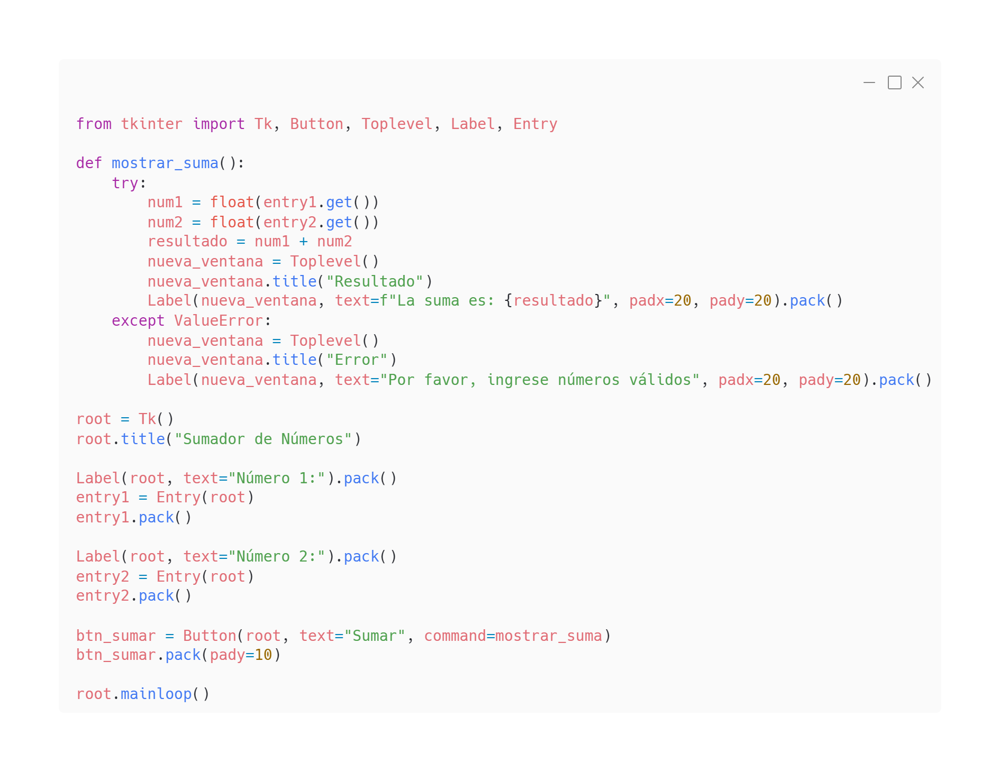 from tkinter import Tk, Button, Toplevel, Label, Entry

def mostrar_suma():
    try:
        num1 = float(entry1.get())
        num2 = float(entry2.get())
        resultado = num1 + num2
        nueva_ventana = Toplevel()
        nueva_ventana.title("Resultado")
        Label(nueva_ventana, text=f"La suma es: {resultado}", padx=20, pady=20).pack()
    except ValueError:
        nueva_ventana = Toplevel()
        nueva_ventana.title("Error")
        Label(nueva_ventana, text="Por favor, ingrese números válidos", padx=20, pady=20).pack()

root = Tk()
root.title("Sumador de Números")

Label(root, text="Número 1:").pack()
entry1 = Entry(root)
entry1.pack()

Label(root, text="Número 2:").pack()
entry2 = Entry(root)
entry2.pack()

btn_sumar = Button(root, text="Sumar", command=mostrar_suma)
btn_sumar.pack(pady=10)

root.mainloop()